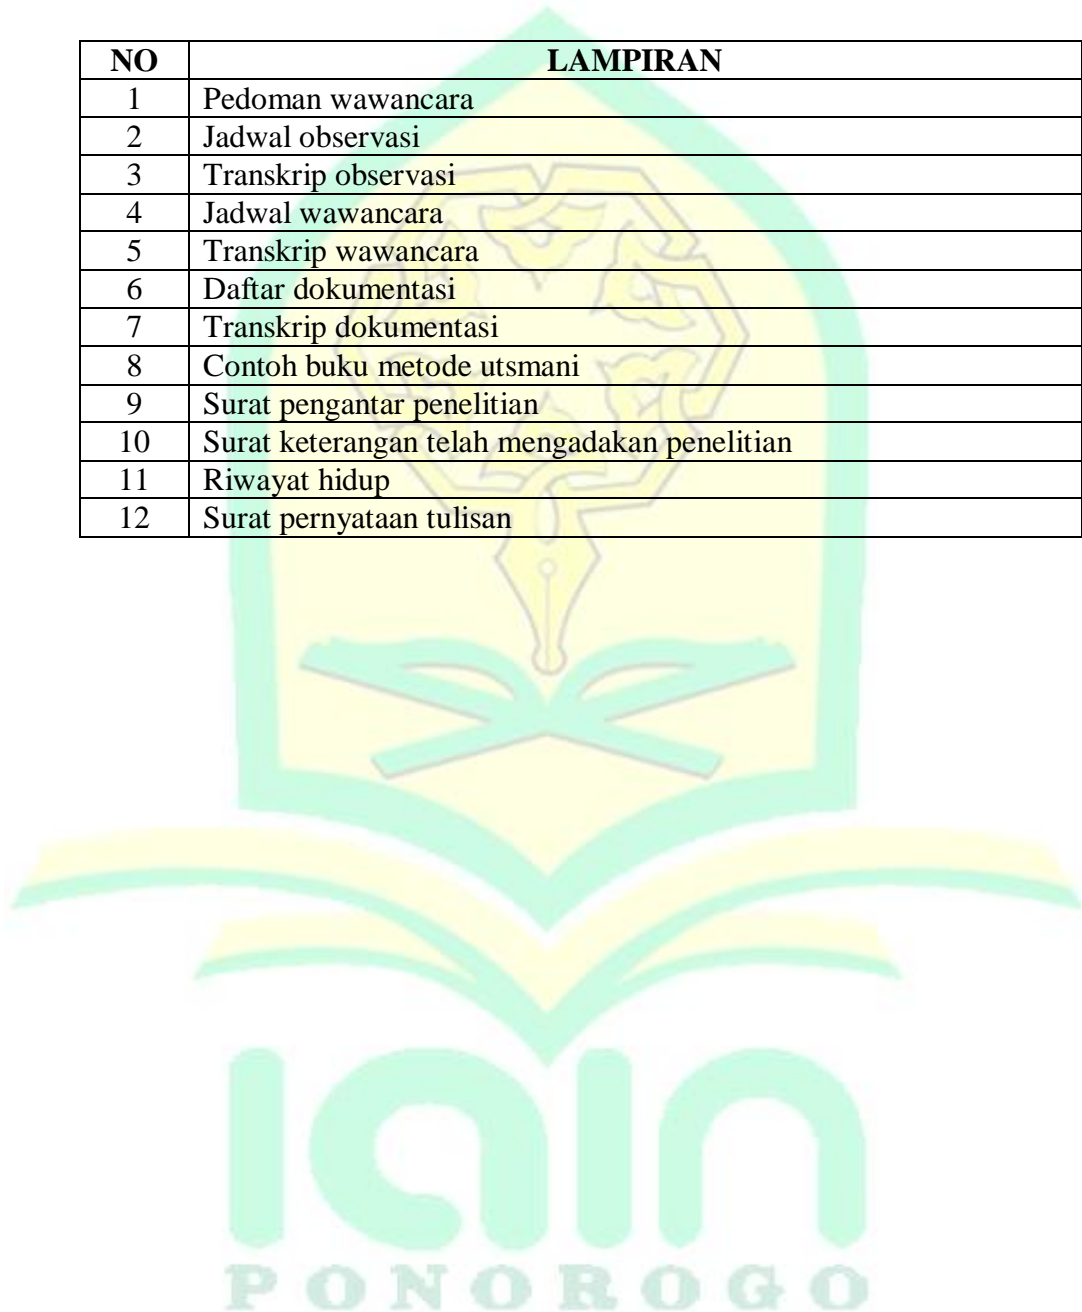 NO LAMPIRAN
1 Pedoman wawancara
2 Jadwal observasi
3 Transkrip observasi
4 Jadwal wawancara
5 Transkrip wawancara
6 Daftar dokumentasi
7 Transkrip dokumentasi
8 Contoh buku metode utsmani
9 Surat pengantar penelitian
10 Surat keterangan telah mengadakan penelitian
11 Riwayat hidup
12 Surat pernyataan tulisan
iain
PONOROGO